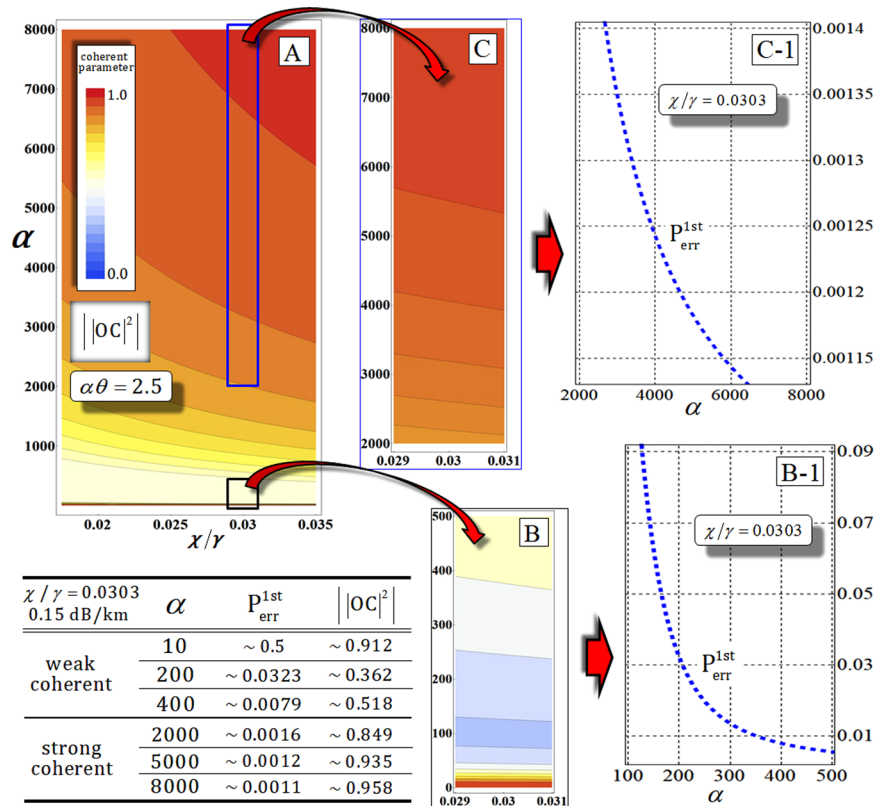 A
coherent
parameter
1.0
0.0
||OC|²|
αθ = 2.5
α
8000
7000
6000
5000
4000
3000
2000
1000
0.02
0.025
0.03
0.035
χ/r
C
8000
7000
6000
5000
4000
3000
2000
0.029
0.03
0.031
C-1
χ/γ = 0.0303
P_err^1st
0.0014
0.00135
0.0013
0.00125
0.0012
0.00115
2000
4000
6000
8000
α
B
500
400
300
200
100
0
0.029
0.03
0.031
B-1
χ/γ = 0.0303
P_err^1st
0.09
0.07
0.05
0.03
0.01
100
200
300
400
500
α
χ/γ = 0.0303
0.15 dB/km
α P_err^1st ||OC|²|
weak
coherent
10 ~ 0.5 ~ 0.912
200 ~ 0.0323 ~ 0.362
400 ~ 0.0079 ~ 0.518
strong
coherent
2000 ~ 0.0016 ~ 0.849
5000 ~ 0.0012 ~ 0.935
8000 ~ 0.0011 ~ 0.958